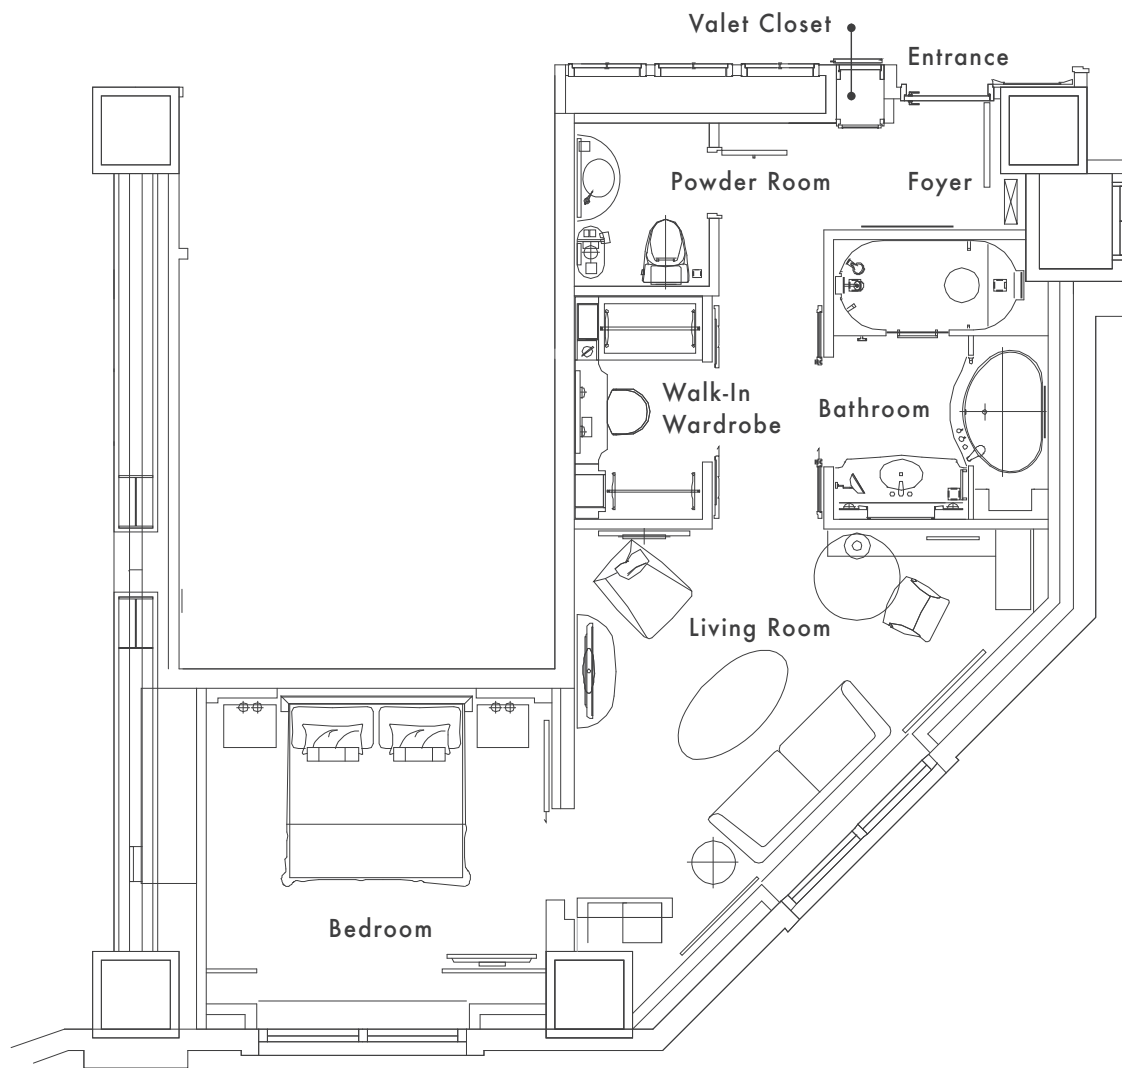 Valet Closet
Entrance
Powder Room
Foyer
Walk-In
Wardrobe
Bathroom
Living Room
Bedroom